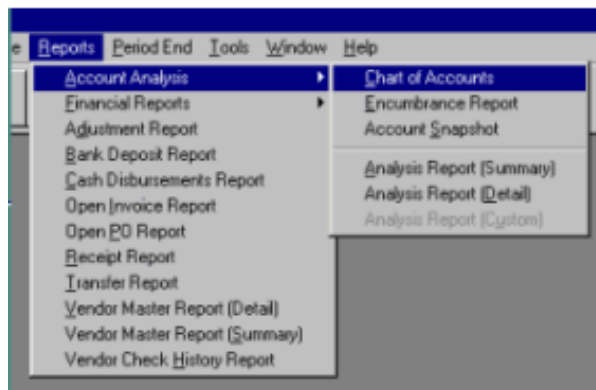 e Reports Period End Tools Window Help
Account Analysis
Financial Reports
Adjustment Report
Bank Deposit Report
Cash Disbursements Report
Open Invoice Report
Open PO Report
Receipt Report
Transfer Report
Vendor Master Report (Detail)
Vendor Master Report (Summary)
Vendor Check History Report
Chart of Accounts
Encumbrance Report
Account Snapshot
Analysis Report (Summary)
Analysis Report (Detail)
Analysis Report (Custom)